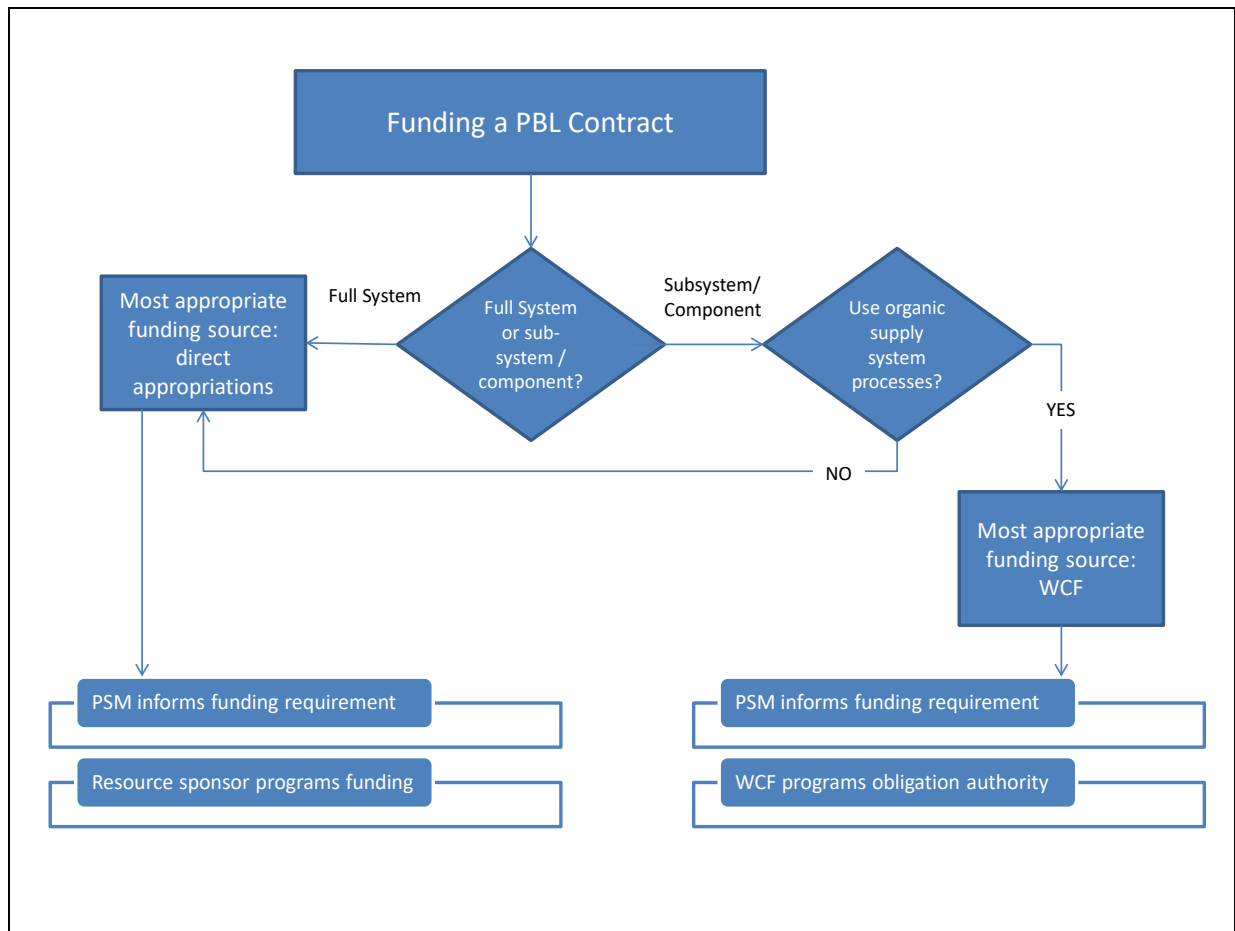 Funding a PBL Contract
Most appropriate
funding source:
direct
appropriations
Full System
Full System
or sub-
system /
component?
Subsystem/
Component
Use organic
supply
system
processes?
YES
NO
Most appropriate
funding source:
WCF
PSM informs funding requirement
Resource sponsor programs funding
PSM informs funding requirement
WCF programs obligation authority